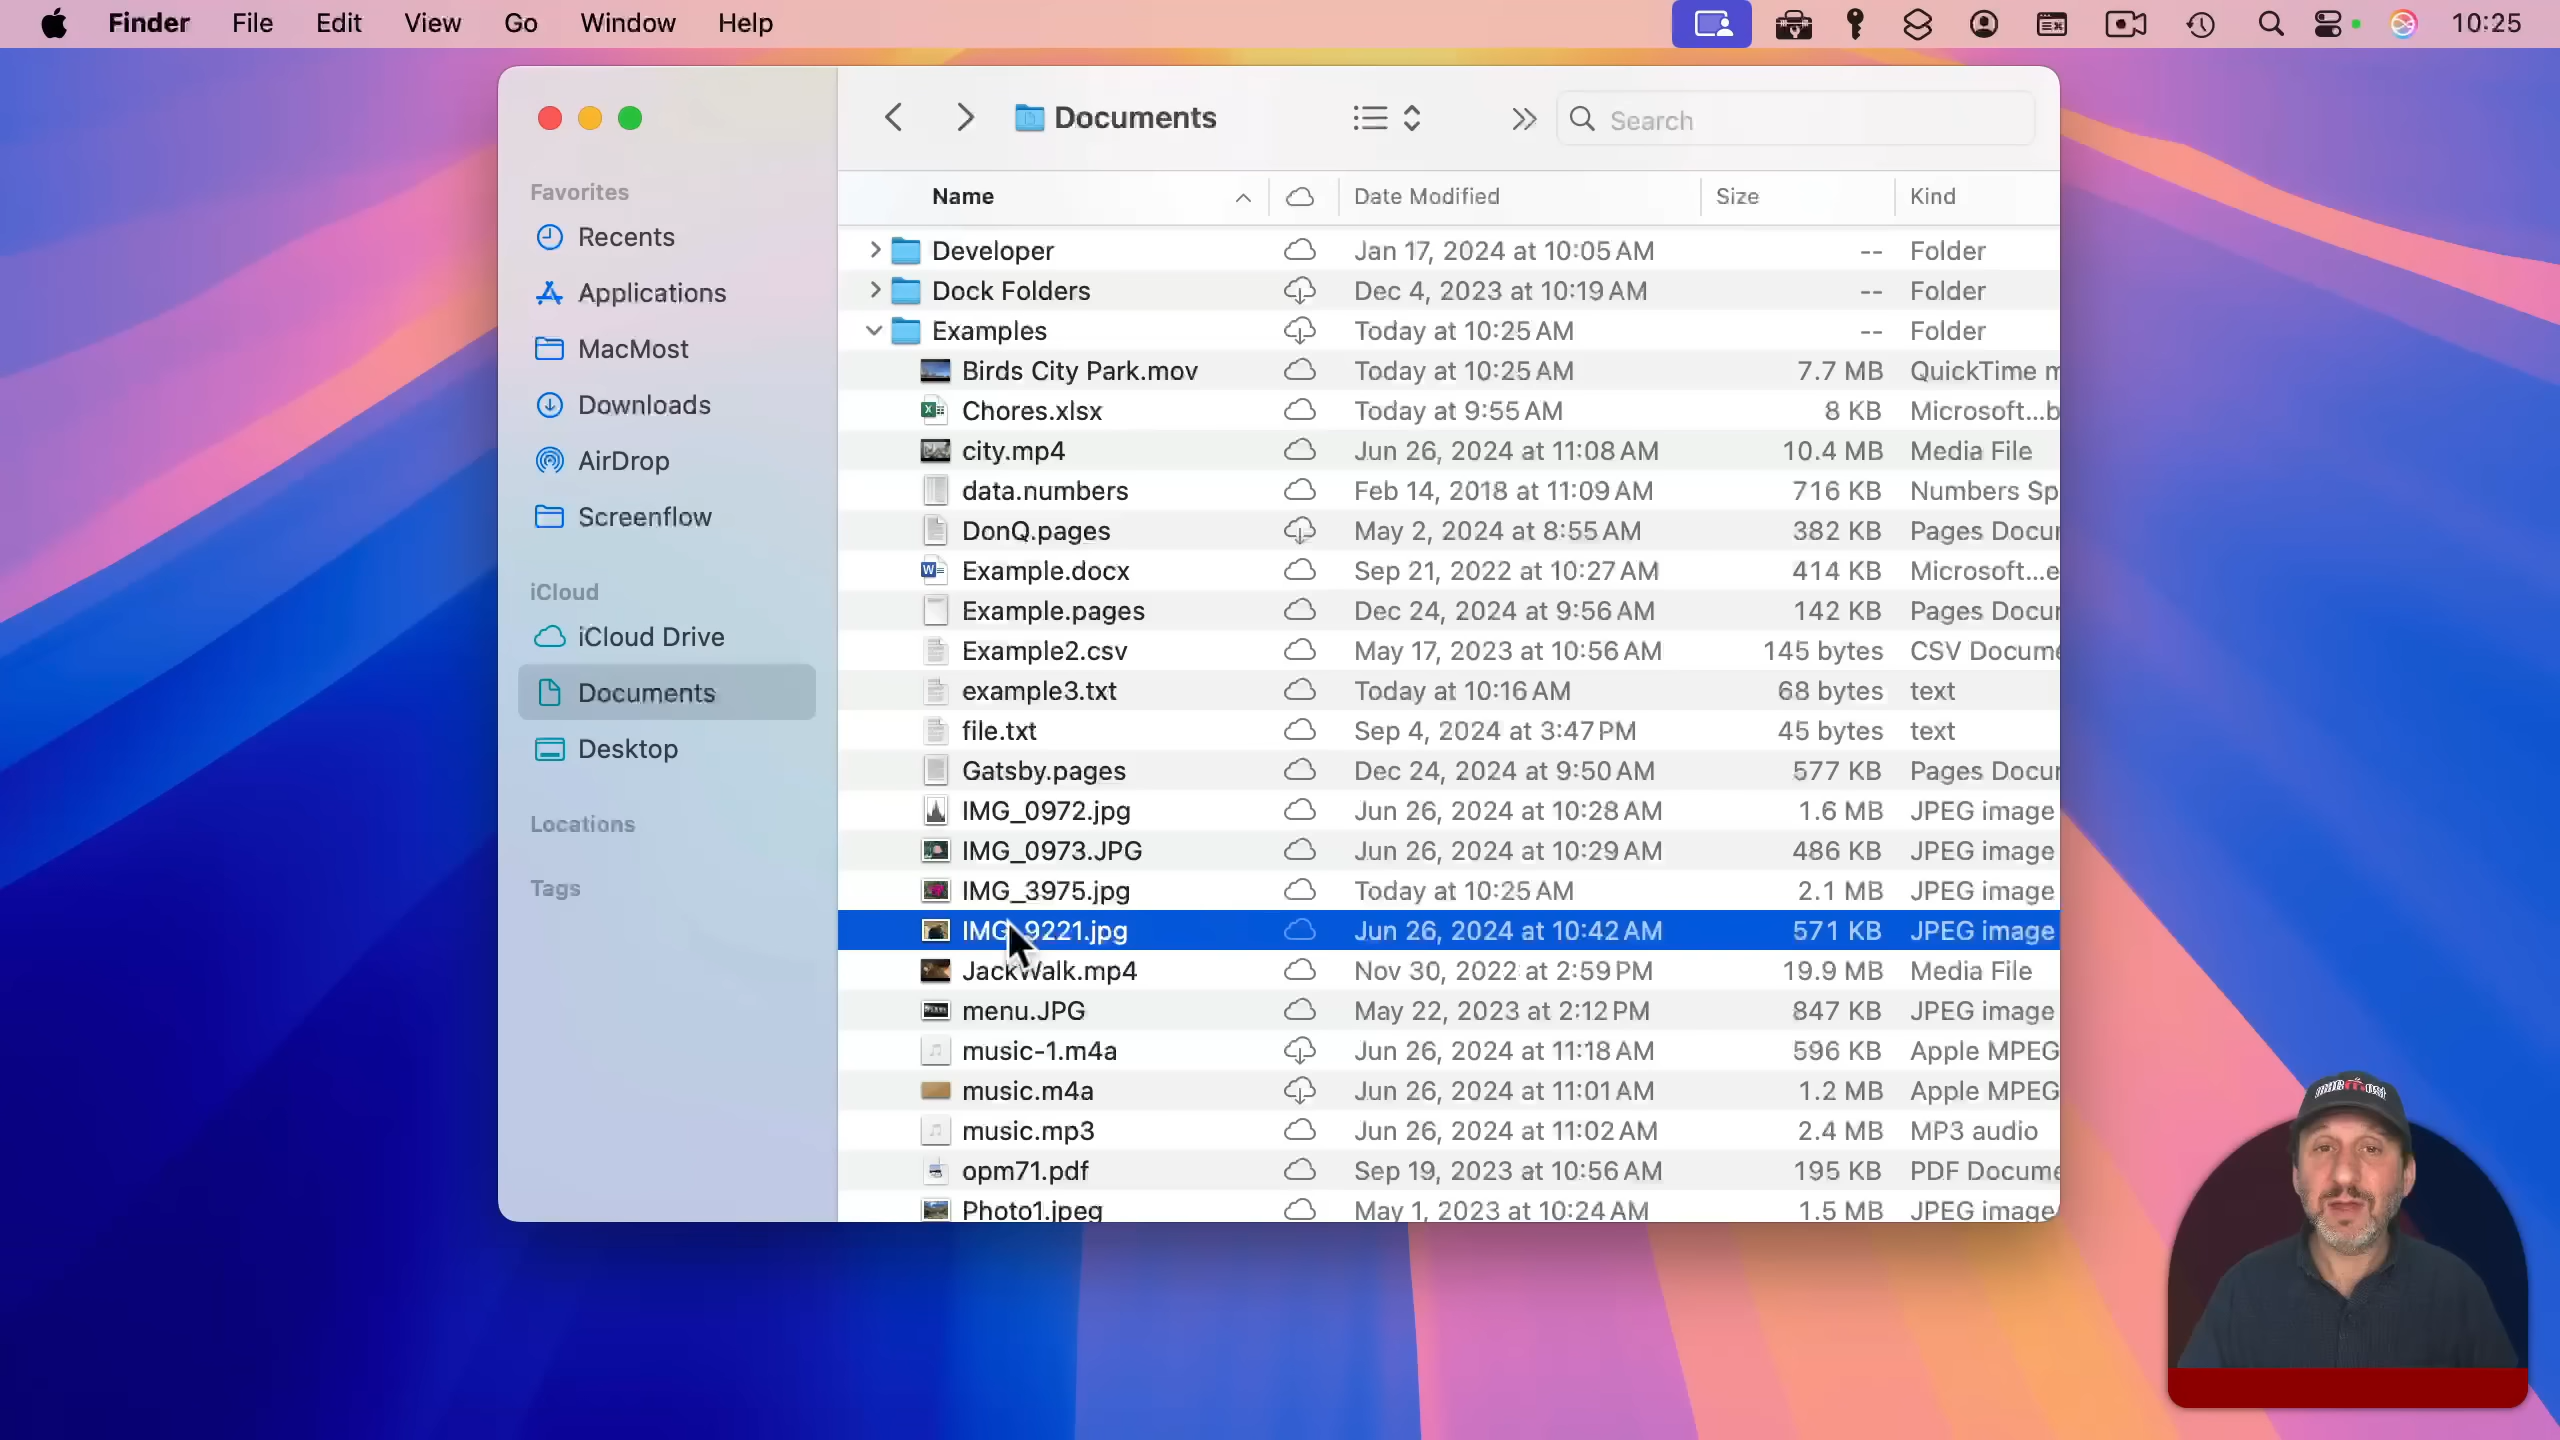 Finder File Edit View Go Window Help 10:25
Documents Search
Favorites
Recents
Applications
MacMost
Downloads
AirDrop
Screenflow
iCloud
iCloud Drive
Documents
Desktop
Locations
Tags
Name Date Modified Size Kind
Developer Jan 17, 2024 at 10:05 AM -- Folder
Dock Folders Dec 4, 2023 at 10:19 AM -- Folder
Examples Today at 10:25 AM -- Folder
Birds City Park.mov Today at 10:25 AM 7.7 MB QuickTime m
Chores.xlsx Today at 9:55 AM 8 KB Microsoft...b
city.mp4 Jun 26, 2024 at 11:08 AM 10.4 MB Media File
data.numbers Feb 14, 2018 at 11:09 AM 716 KB Numbers Sp
DonQ.pages May 2, 2024 at 8:55 AM 382 KB Pages Docu
Example.docx Sep 21, 2022 at 10:27 AM 414 KB Microsoft...e
Example.pages Dec 24, 2024 at 9:56 AM 142 KB Pages Docu
Example2.csv May 17, 2023 at 10:56 AM 145 bytes CSV Docume
example3.txt Today at 10:16 AM 68 bytes text
file.txt Sep 4, 2024 at 3:47 PM 45 bytes text
Gatsby.pages Dec 24, 2024 at 9:50 AM 577 KB Pages Docu
IMG_0972.jpg Jun 26, 2024 at 10:28 AM 1.6 MB JPEG image
IMG_0973.JPG Jun 26, 2024 at 10:29 AM 486 KB JPEG image
IMG_3975.jpg Today at 10:25 AM 2.1 MB JPEG image
IMG_9221.jpg Jun 26, 2024 at 10:42 AM 571 KB JPEG image
JackWalk.mp4 Nov 30, 2022 at 2:59 PM 19.9 MB Media File
menu.JPG May 22, 2023 at 2:12 PM 847 KB JPEG image
music-1.m4a Jun 26, 2024 at 11:18 AM 596 KB Apple MPEG
music.m4a Jun 26, 2024 at 11:01 AM 1.2 MB Apple MPEG
music.mp3 Jun 26, 2024 at 11:02 AM 2.4 MB MP3 audio
opm71.pdf Sep 19, 2023 at 10:56 AM 195 KB PDF Docume
Photo1.jpeg May 1, 2023 at 10:24 AM 1.5 MB JPEG image
macmost